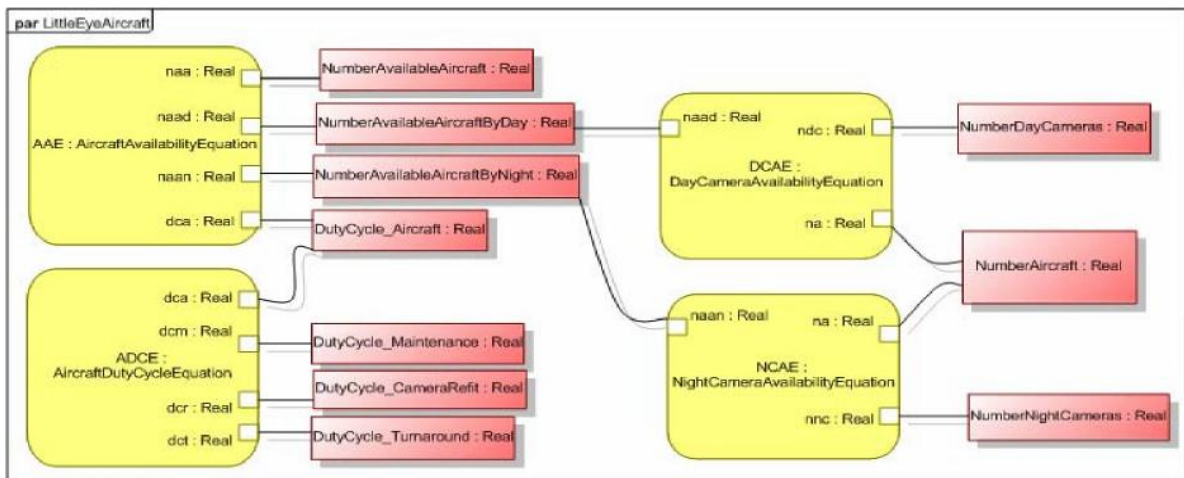 par LittleEyeAircraft
naa : Real
naad : Real
AAE : AircraftAvailabilityEquation
naan : Real
dca : Real
NumberAvailableAircraft : Real
NumberAvailableAircraftByDay : Real
NumberAvailableAircraftByNight : Real
DutyCycle_Aircraft : Real
dca : Real
dcm : Real
ADCE :
AircraftDutyCycleEquation
dcr : Real
dct : Real
DutyCycle_Maintenance : Real
DutyCycle_CameraRefit : Real
DutyCycle_Turnaround : Real
naad : Real
ndc : Real
DCAE :
DayCameraAvailabilityEquation
na : Real
NumberDayCameras : Real
NumberAircraft : Real
naan : Real
na : Real
NCAE :
NightCameraAvailabilityEquation
nnc : Real
NumberNightCameras : Real